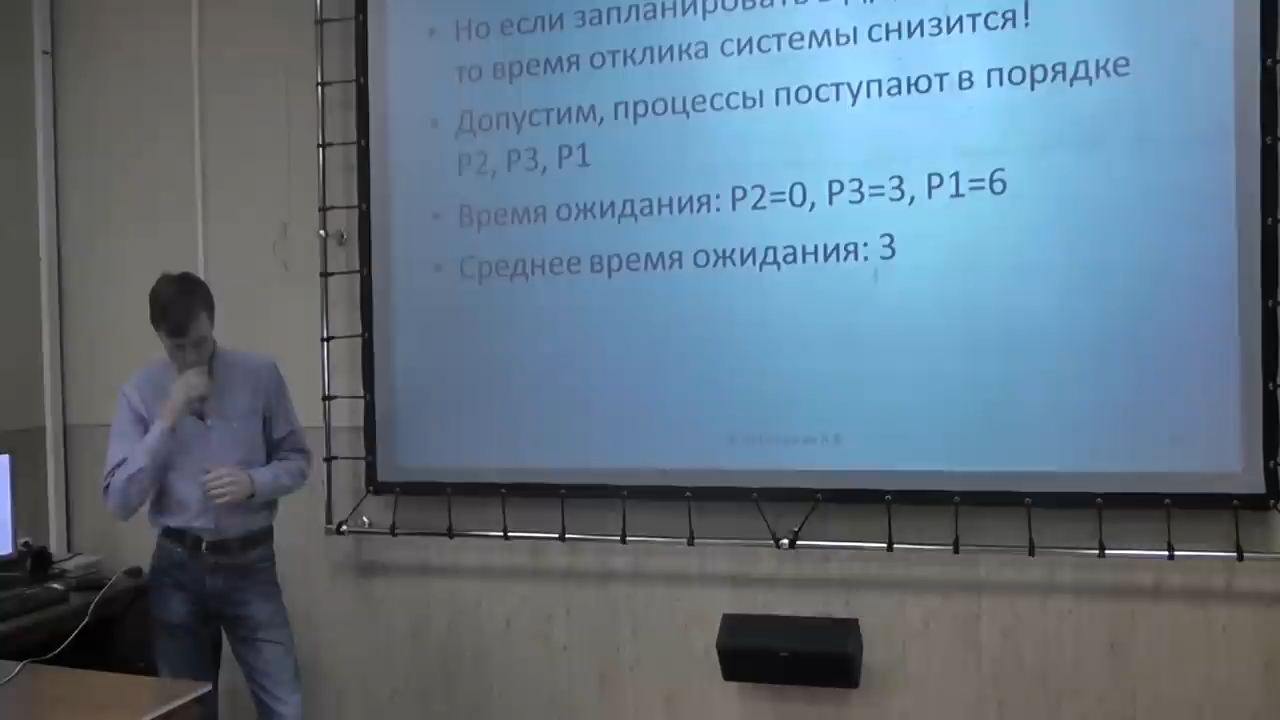 Но если запланировать
то время отклика системы снизится!
Допустим, процессы поступают в порядке
P2, P3, P1
Время ожидания: P2=0, P3=3, P1=6
Среднее время ожидания: 3